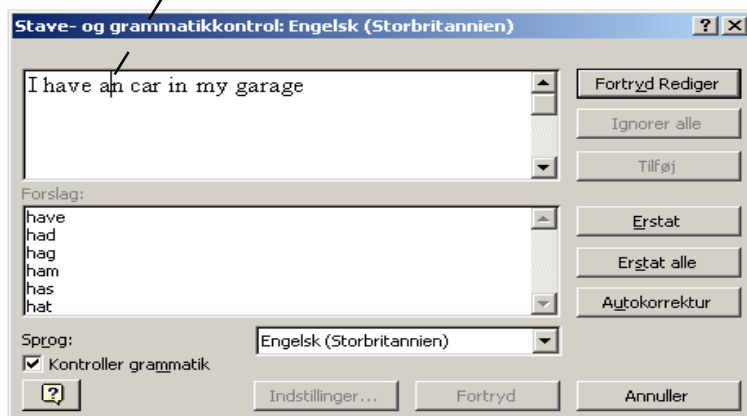 Stave- og grammatikkontrol: Engelsk (Storbritannien)
I have an car in my garage
Fortryd Rediger
Ignorer alle
Tilføj
Forslag:
have
had
hag
ham
has
hat
Erstat
Erstat alle
Autokorrektur
Sprog:
Engelsk (Storbritannien)
Kontroller grammatik
Indstillinger...
Fortryd
Annuller